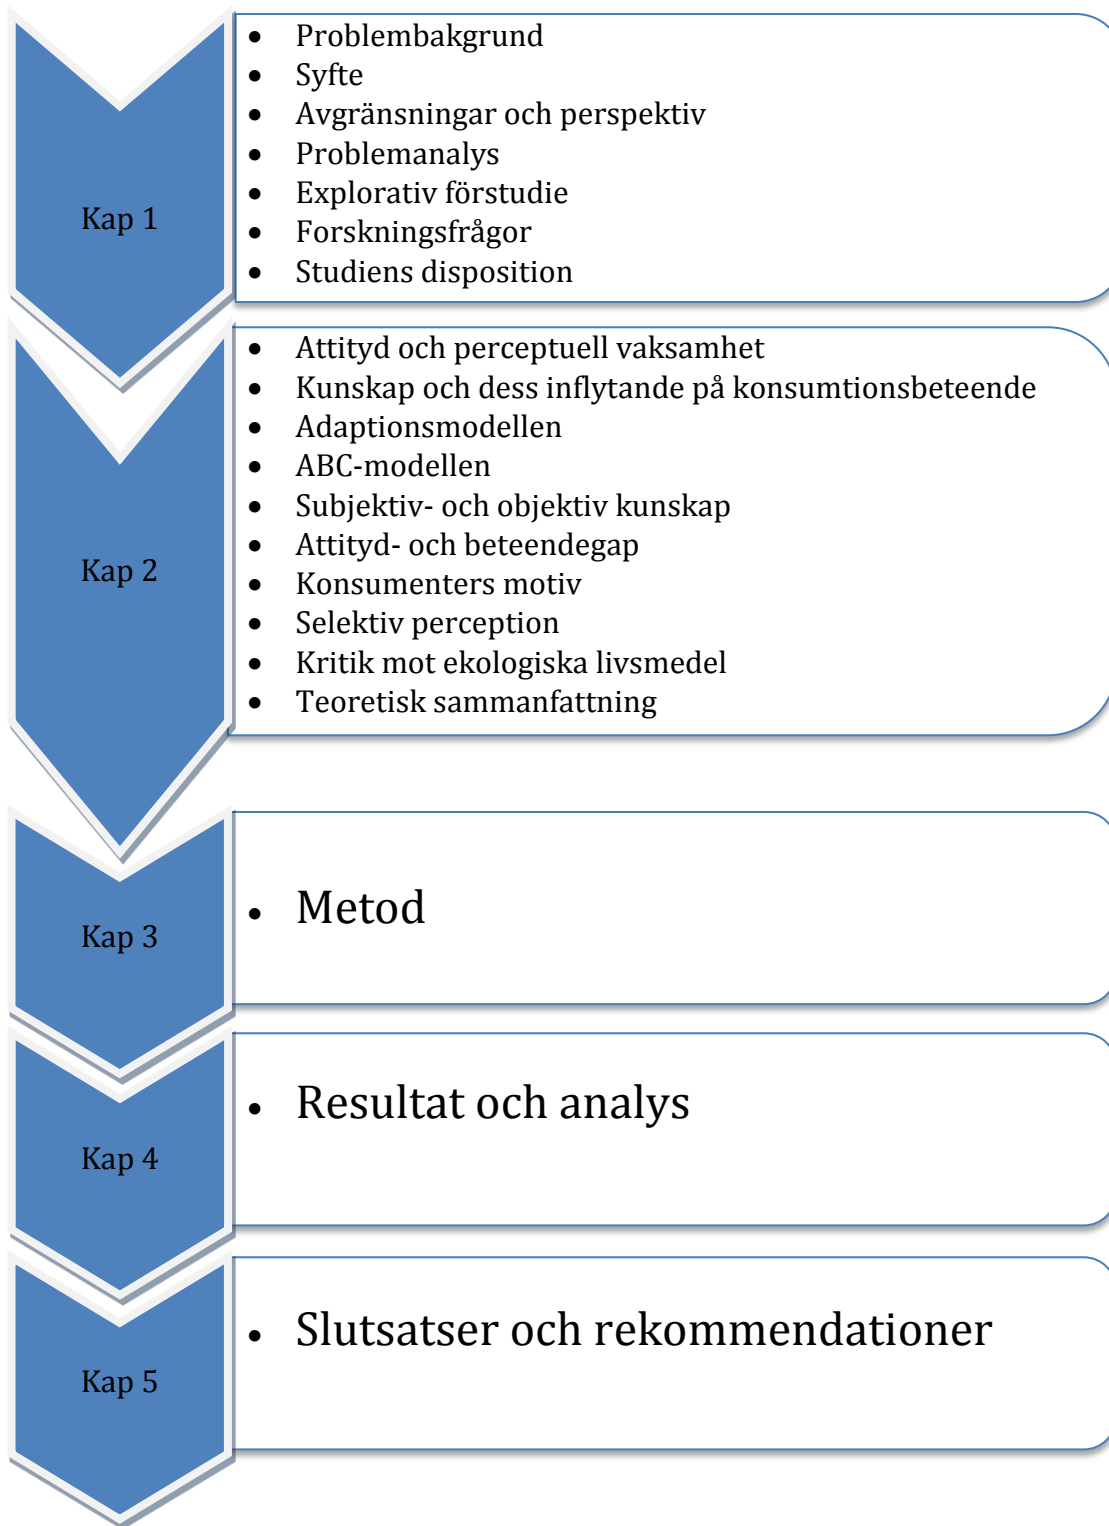 Kap 1
• Problembakgrund
• Syfte
• Avgränsningar och perspektiv
• Problemanalys
• Explorativ förstudie
• Forskningsfrågor
• Studiens disposition
Kap 2
• Attityd och perceptuell vaksamhet
• Kunskap och dess inflytande på konsumtionsbeteende
• Adaptionsmodellen
• ABC-modellen
• Subjektiv- och objektiv kunskap
• Attityd- och beteendegap
• Konsumenters motiv
• Selektiv perception
• Kritik mot ekologiska livsmedel
• Teoretisk sammanfattning
Kap 3
• Metod
Kap 4
• Resultat och analys
Kap 5
• Slutsatser och rekommendationer